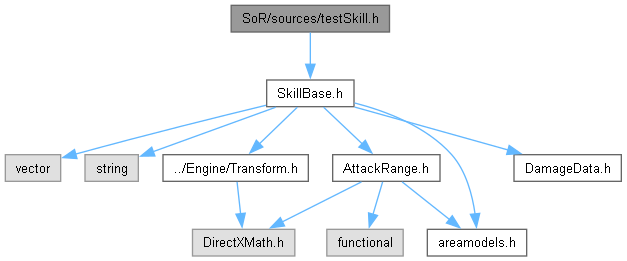 SoR/sources/testSkill.h
SkillBase.h
vector
string
../Engine/Transform.h
AttackRange.h
DamageData.h
DirectXMath.h
functional
areamodels.h